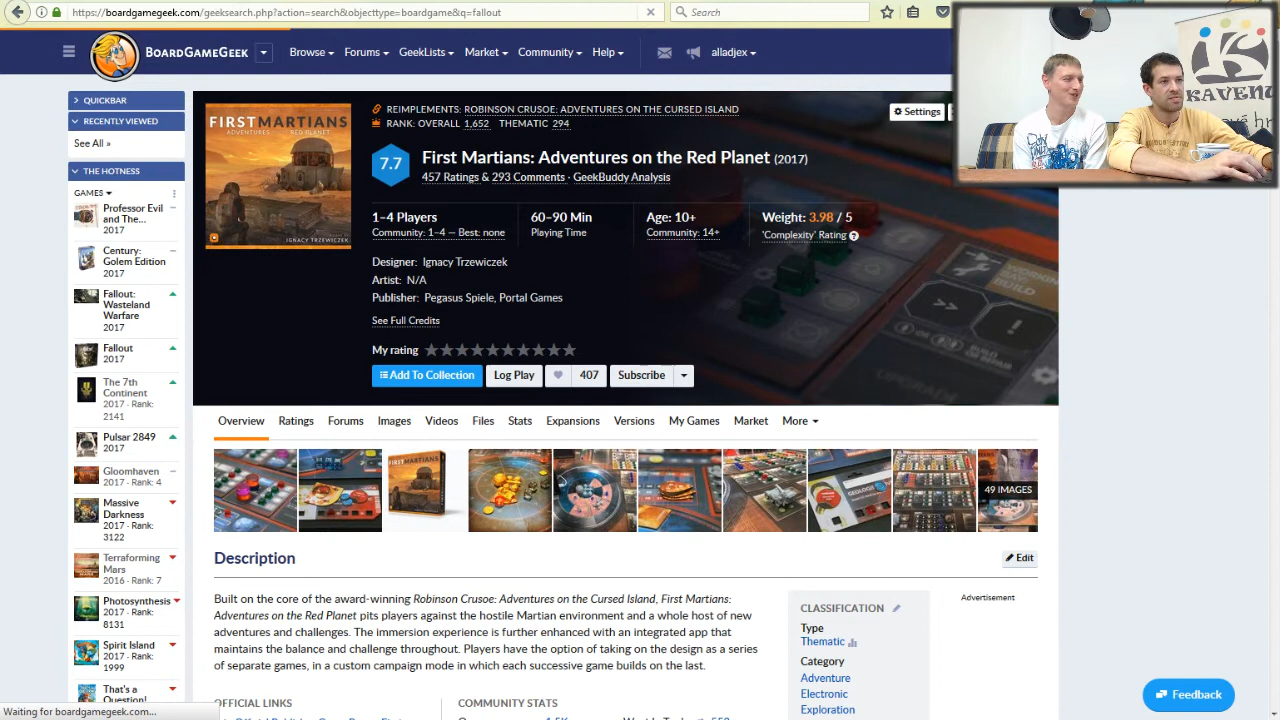 https://boardgamegeek.com/geeksearch.php?action=search&objecttype=boardgame&q=fallout
Search
BOARDGAMEGEEK
Browse
Forums
GeekLists
Market
Community
Help
alladjex
KAVEN
QUICKBAR
RECENTLY VIEWED
See All »
THE HOTNESS
GAMES
Professor Evil
and The...
2017
Century:
Golem Edition
2017
Fallout:
Wasteland
Warfare
2017
Fallout
2017
The 7th
Continent
2017 · Rank:
2141
Pulsar 2849
2017
Gloomhaven
2017 · Rank: 4
Massive
Darkness
2017 · Rank:
3122
Terraforming
Mars
2016 · Rank: 7
Photosynthesis
2017 · Rank:
8131
Spirit Island
2017 · Rank:
1999
That's a
Question!
FIRST MARTIANS
ADVENTURES RED PLANET
IGNACY TRZEWICZEK
REIMPLEMENTS: ROBINSON CRUSOE: ADVENTURES ON THE CURSED ISLAND
RANK: OVERALL 1,652 THEMATIC 294
Settings
7.7
First Martians: Adventures on the Red Planet (2017)
457 Ratings & 293 Comments · GeekBuddy Analysis
1–4 Players
Community: 1–4 — Best: none
60–90 Min
Playing Time
Age: 10+
Community: 14+
Weight: 3.98 / 5
'Complexity' Rating
Designer: Ignacy Trzewiczek
Artist: N/A
Publisher: Pegasus Spiele, Portal Games
See Full Credits
My rating
Add To Collection
Log Play
407
Subscribe
Overview
Ratings
Forums
Images
Videos
Files
Stats
Expansions
Versions
My Games
Market
More
49 IMAGES
Description
Edit
Built on the core of the award-winning Robinson Crusoe: Adventures on the Cursed Island, First Martians:
Adventures on the Red Planet pits players against the hostile Martian environment and a whole host of new
adventures and challenges. The immersion experience is further enhanced with an integrated app that
maintains the balance and challenge throughout. Players have the option of taking on the design as a series
of separate games, in a custom campaign mode in which each successive game builds on the last.
CLASSIFICATION
Type
Thematic
Category
Adventure
Electronic
Exploration
Advertisement
OFFICIAL LINKS
COMMUNITY STATS
Feedback
Waiting for boardgamegeek.com...